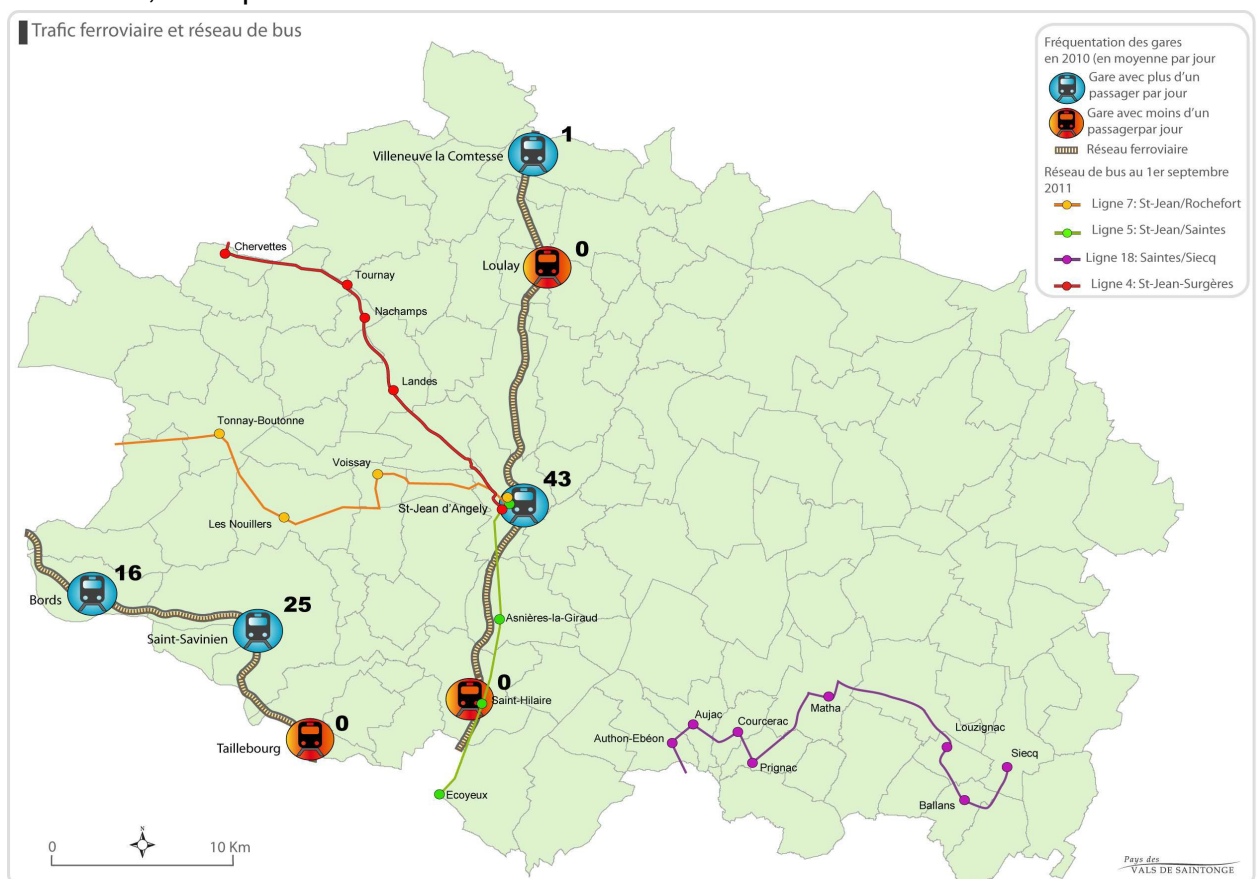 Trafic ferroviaire et réseau de bus
Fréquentation des gares
en 2010 (en moyenne par jour
Gare avec plus d'un
passager par jour
Gare avec moins d'un
passagerpar jour
Réseau ferroviaire
Réseau de bus au 1er septembre
2011
Ligne 7: St-Jean/Rochefort
Ligne 5: St-Jean/Saintes
Ligne 18: Saintes/Siecq
Ligne 4: St-Jean-Surgères
1
Villeneuve la Comtesse
0
Loulay
Chervettes
Tournay
Nachamps
Landes
Tonnay-Boutonne
Voissay
Les Nouillers
43
St-Jean d'Angely
16
Bords
25
Saint-Savinien
Asnières-la-Giraud
0
Saint-Hilaire
0
Taillebourg
Ecoyeux
Matha
Aujac
Courcerac
Authon-Ebéon
Prignac
Louzignac
Siecq
Ballans
N
0 10 Km
Pays des
VALS DE SAINTONGE